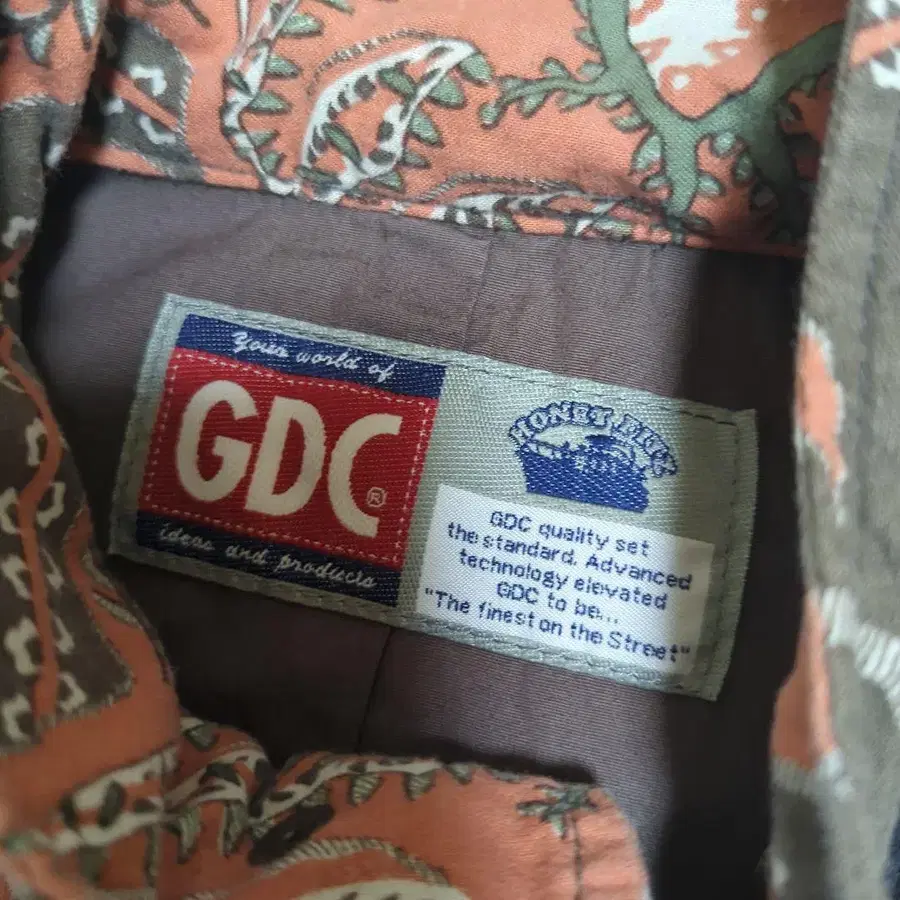 Your world of
GDC®
ideas and products
HONEY
GDC quality set
the standard. Advanced
technology elevated
GDC to be...
"The finest on the Street"